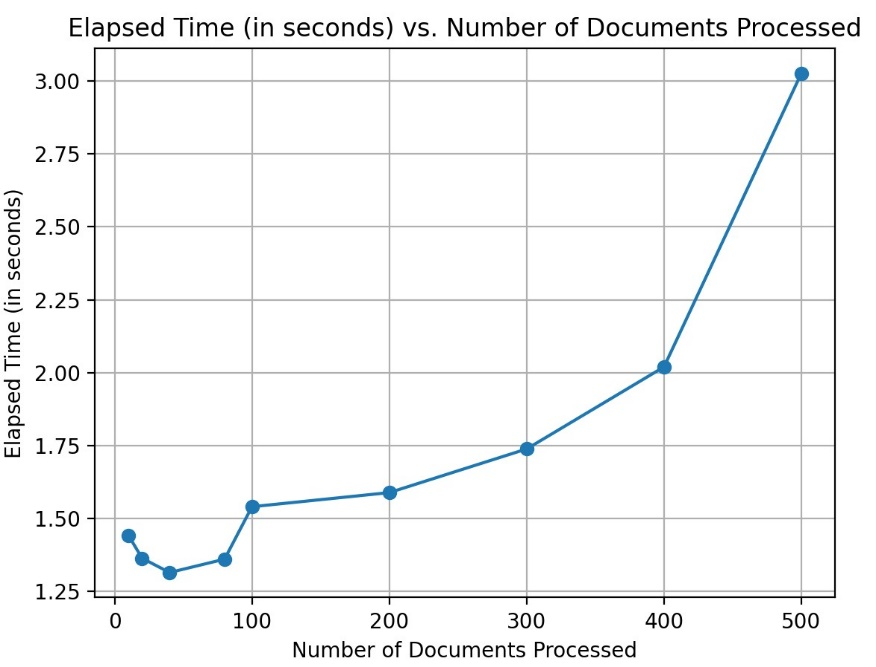 Elapsed Time (in seconds) vs. Number of Documents Processed
Elapsed Time (in seconds)
3.00
2.75
2.50
2.25
2.00
1.75
1.50
1.25
0 100 200 300 400 500
Number of Documents Processed